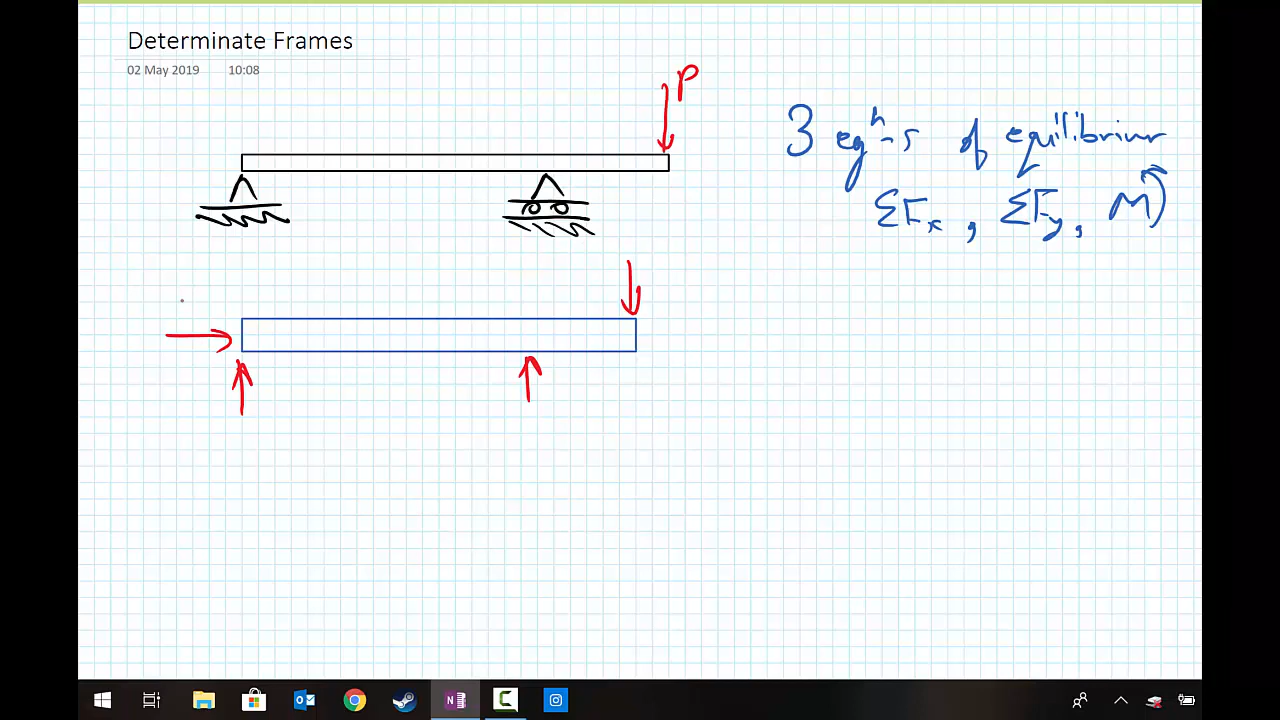 Determinate Frames
02 May 2019 10:08
P
3 eqⁿ-s of equilibrium
ΣFx, ΣFy, M